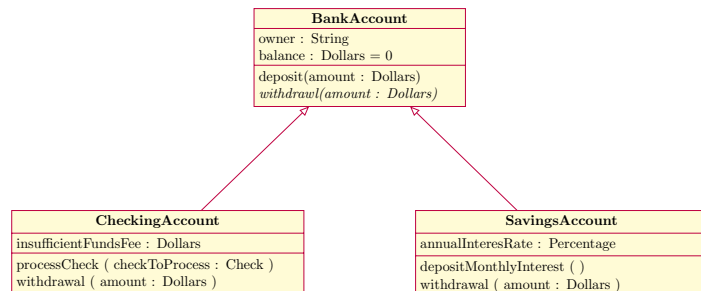 BankAccount
owner : String
balance : Dollars = 0
deposit(amount : Dollars)
withdrawl(amount : Dollars)
CheckingAccount
insufficientFundsFee : Dollars
processCheck ( checkToProcess : Check )
withdrawal ( amount : Dollars )
SavingsAccount
annualInteresRate : Percentage
depositMonthlyInterest ( )
withdrawal ( amount : Dollars )